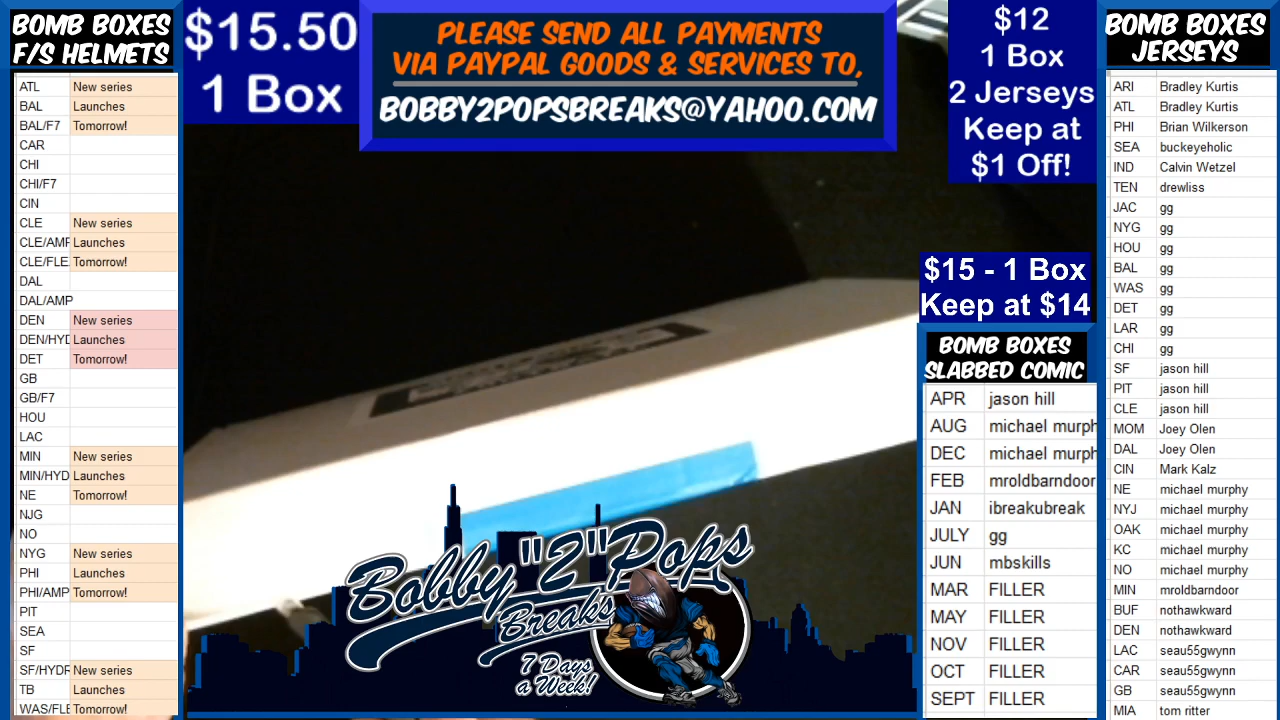 BOMB BOXES
F/S HELMETS
ATL New series
BAL Launches
BAL/F7 Tomorrow!
CAR
CHI
CHI/F7
CIN
CLE New series
CLE/AMP Launches
CLE/FLE Tomorrow!
DAL
DAL/AMP
DEN New series
DEN/HYD Launches
DET Tomorrow!
GB
GB/F7
HOU
LAC
MIN New series
MIN/HYD Launches
NE Tomorrow!
NJG
NO
NYG New series
PHI Launches
PHI/AMP Tomorrow!
PIT
SEA
SF
SF/HYDR New series
TB Launches
WAS/FLE Tomorrow!
$15.50
1 Box
PLEASE SEND ALL PAYMENTS
VIA PAYPAL GOODS & SERVICES TO,
BOBBY2POPSBREAKS@YAHOO.COM
Bobby "2" Pops
Breaks
7 Days
a Week!
$12
1 Box
2 Jerseys
Keep at
$1 Off!
$15 - 1 Box
Keep at $14
BOMB BOXES
SLABBED COMIC
APR jason hill
AUG michael murph
DEC michael murph
FEB mroldbarndoor
JAN ibreakubreak
JULY gg
JUN mbskills
MAR FILLER
MAY FILLER
NOV FILLER
OCT FILLER
SEPT FILLER
BOMB BOXES
JERSEYS
ARI Bradley Kurtis
ATL Bradley Kurtis
PHI Brian Wilkerson
SEA buckeyeholic
IND Calvin Wetzel
TEN drewliss
JAC gg
NYG gg
HOU gg
BAL gg
WAS gg
DET gg
LAR gg
CHI gg
SF jason hill
PIT jason hill
CLE jason hill
MOM Joey Olen
DAL Joey Olen
CIN Mark Kalz
NE michael murphy
NYJ michael murphy
OAK michael murphy
KC michael murphy
NO michael murphy
MIN mroldbarndoor
BUF nothawkward
DEN nothawkward
LAC seau55gwynn
CAR seau55gwynn
GB seau55gwynn
MIA tom ritter